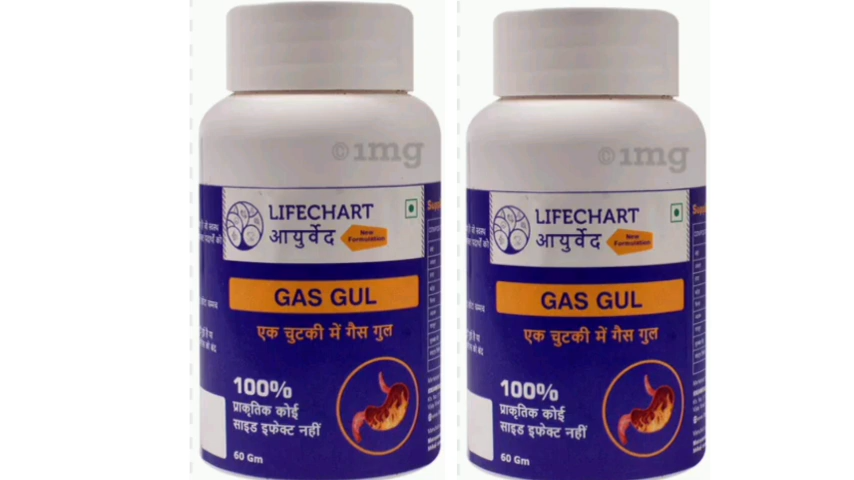 ©1mg
LIFECHART
आयुर्वेद
New
Formulation
GAS GUL
एक चुटकी में गैस गुल
100%
प्राकृतिक कोई
साइड इफेक्ट नहीं
60 Gm
©1mg
LIFECHART
आयुर्वेद
New
Formulation
GAS GUL
एक चुटकी में गैस गुल
100%
प्राकृतिक कोई
साइड इफेक्ट नहीं
60 Gm